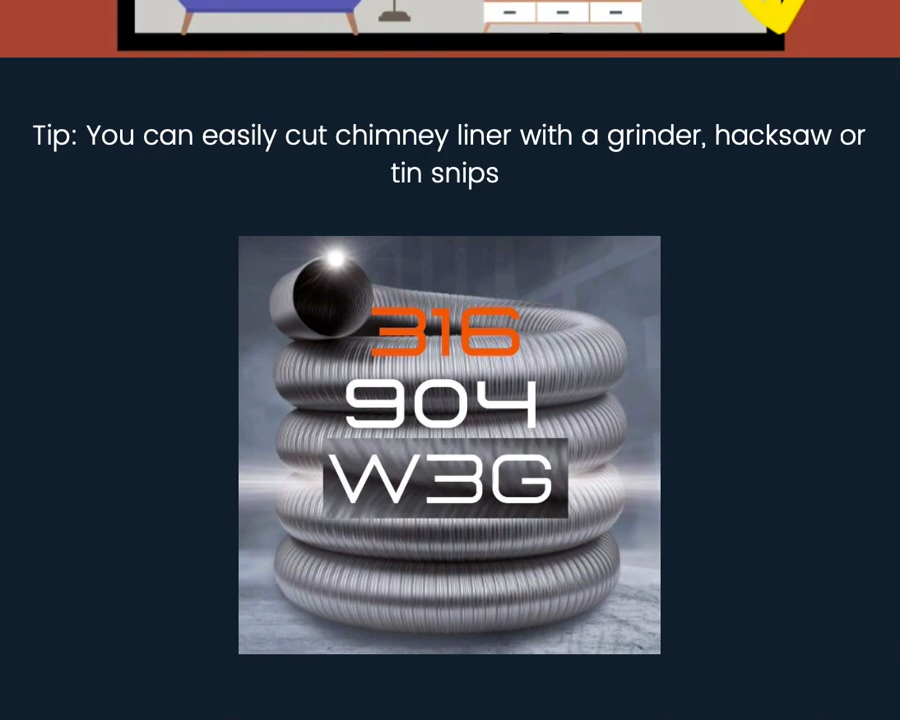 Tip: You can easily cut chimney liner with a grinder, hacksaw or
tin snips
316
904
W3G